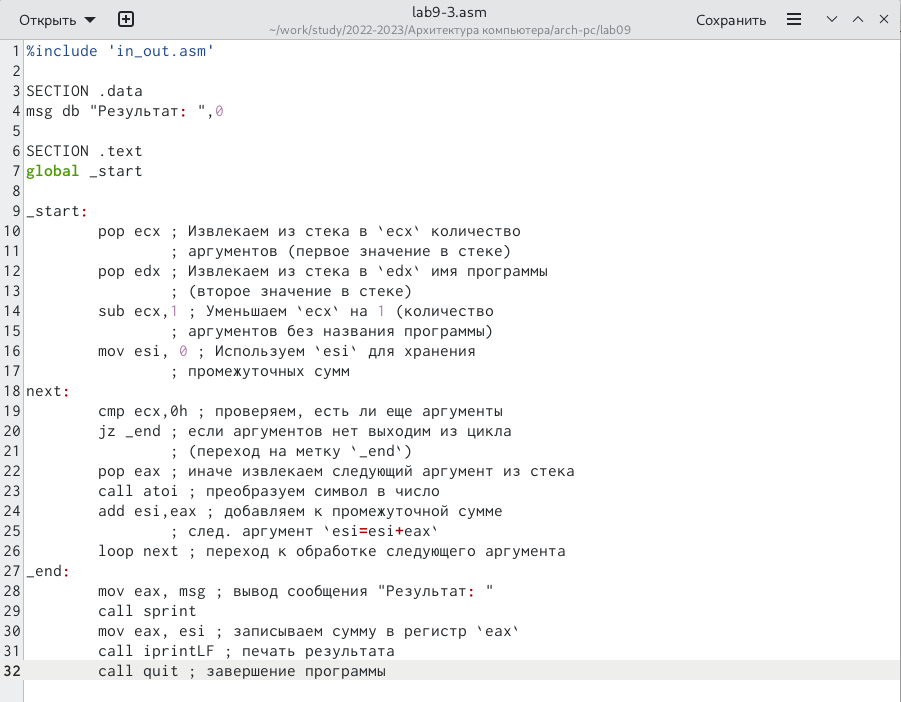 Открыть
lab9-3.asm
~/work/study/2022-2023/Архитектура компьютера/arch-pc/lab09
Сохранить
1 %include 'in_out.asm'
2
3 SECTION .data
4 msg db "Результат: ",0
5
6 SECTION .text
7 global _start
8
9 _start:
10 pop ecx ; Извлекаем из стека в `ecx` количество
11 ; аргументов (первое значение в стеке)
12 pop edx ; Извлекаем из стека в `edx` имя программы
13 ; (второе значение в стеке)
14 sub ecx,1 ; Уменьшаем `ecx` на 1 (количество
15 ; аргументов без названия программы)
16 mov esi, 0 ; Используем `esi` для хранения
17 ; промежуточных сумм
18 next:
19 cmp ecx,0h ; проверяем, есть ли еще аргументы
20 jz _end ; если аргументов нет выходим из цикла
21 ; (переход на метку `_end`)
22 pop eax ; иначе извлекаем следующий аргумент из стека
23 call atoi ; преобразуем символ в число
24 add esi,eax ; добавляем к промежуточной сумме
25 ; след. аргумент `esi=esi+eax`
26 loop next ; переход к обработке следующего аргумента
27 _end:
28 mov eax, msg ; вывод сообщения "Результат: "
29 call sprint
30 mov eax, esi ; записываем сумму в регистр `eax`
31 call iprintLF ; печать результата
32 call quit ; завершение программы